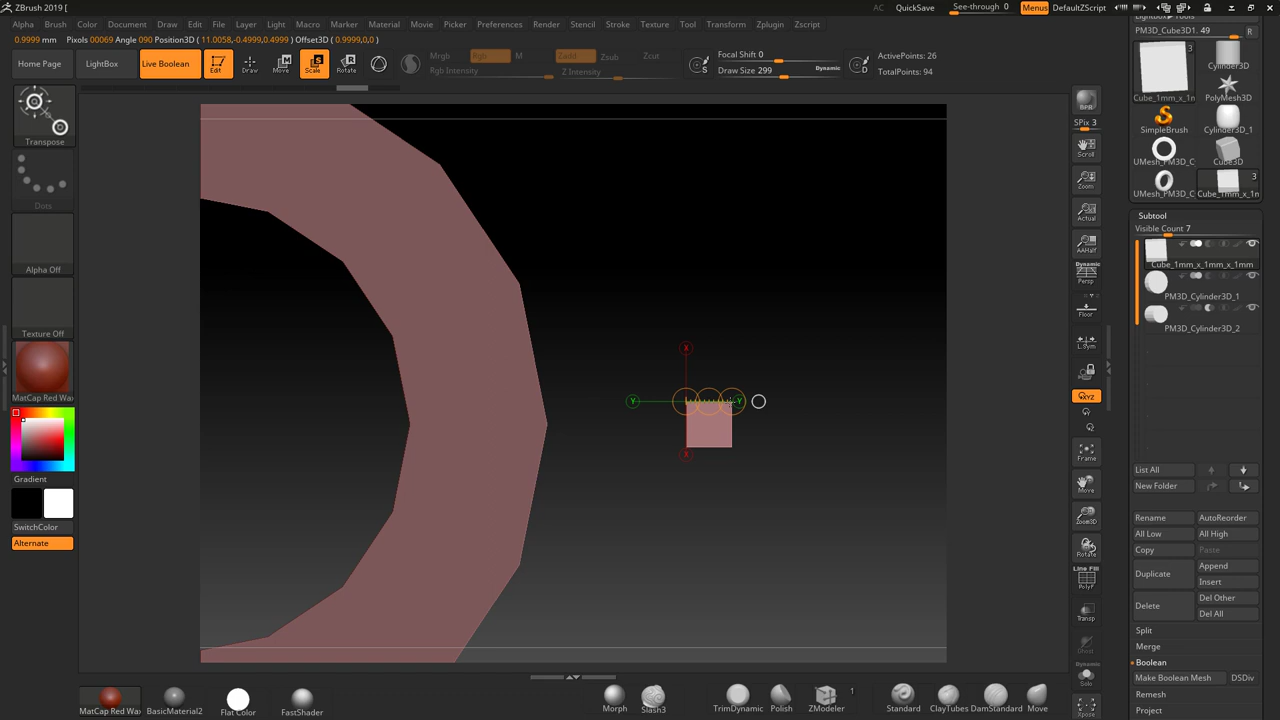 ZBrush 2019 [
AC QuickSave See-through 0 Menus DefaultZScript
Alpha Brush Color Document Draw Edit File Layer Light Macro Marker Material Movie Picker Preferences Render Stencil Stroke Texture Tool Transform Zplugin Zscript
0.9999 mm Pixols 00069 Angle 090 Position3D ( 11.0058,-0.4999,0.4999 ) Offset3D ( 0.9999,0,0 )
Home Page LightBox Live Boolean Edit Draw Move Scale Rotate
Mrgb Rgb M Zadd Zsub Zcut
Rgb Intensity Z Intensity
Focal Shift 0
Draw Size 299 Dynamic
S D
ActivePoints: 26
TotalPoints: 94
Transpose
Dots
Alpha Off
Texture Off
MatCap Red Wax
Gradient
SwitchColor
Alternate
X
Y Y
X
BPR
SPix 3
Scroll
Zoom
Actual
AAHalf
Dynamic
Persp
Floor
L.Sym
XYZ
Frame
Move
Zoom3D
Rotate
Line Fill
PolyF
Transp
Ghost
Dynamic
Solo
Xpose
PM3D_Cube3D1. 49 R
3
Cube_1mm_x_1m
Cylinder3D
PolyMesh3D
SimpleBrush
Cylinder3D_1
UMesh_PM3D_C
Cube3D
3
UMesh_PM3D_C
Cube_1mm_x_1m
Subtool
Visible Count 7
Cube_1mm_x_1mm_x_1mm
PM3D_Cylinder3D_1
PM3D_Cylinder3D_2
List All
New Folder
Rename AutoReorder
All Low All High
Copy Paste
Duplicate Append
Insert
Delete Del Other
Del All
Split
Merge
Boolean
Make Boolean Mesh DSDiv
Remesh
Project
MatCap Red Wax BasicMaterial2 Flat Color FastShader Morph Slash3 TrimDynamic Polish ZModeler 1 Standard ClayTubes DamStandard Move